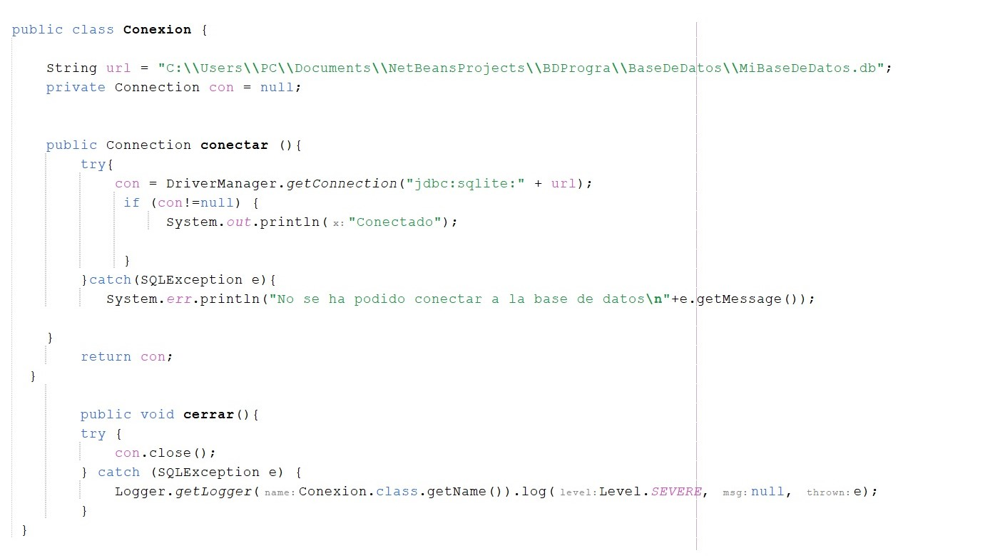 public class Conexion {
String url = "C:\\Users\\PC\\Documents\\NetBeansProjects\\BDProgra\\BaseDeDatos\\MiBaseDeDatos.db";
private Connection con = null;
public Connection conectar (){
try{
con = DriverManager.getConnection("jdbc:sqlite:" + url);
if (con!=null) {
System.out.println( x: "Conectado");
}
}catch(SQLException e){
System.err.println("No se ha podido conectar a la base de datos\n"+e.getMessage());
}
return con;
}
public void cerrar(){
try {
con.close();
} catch (SQLException e) {
Logger.getLogger( name: Conexion.class.getName()).log( level: Level.SEVERE, msg: null, thrown: e);
}
}